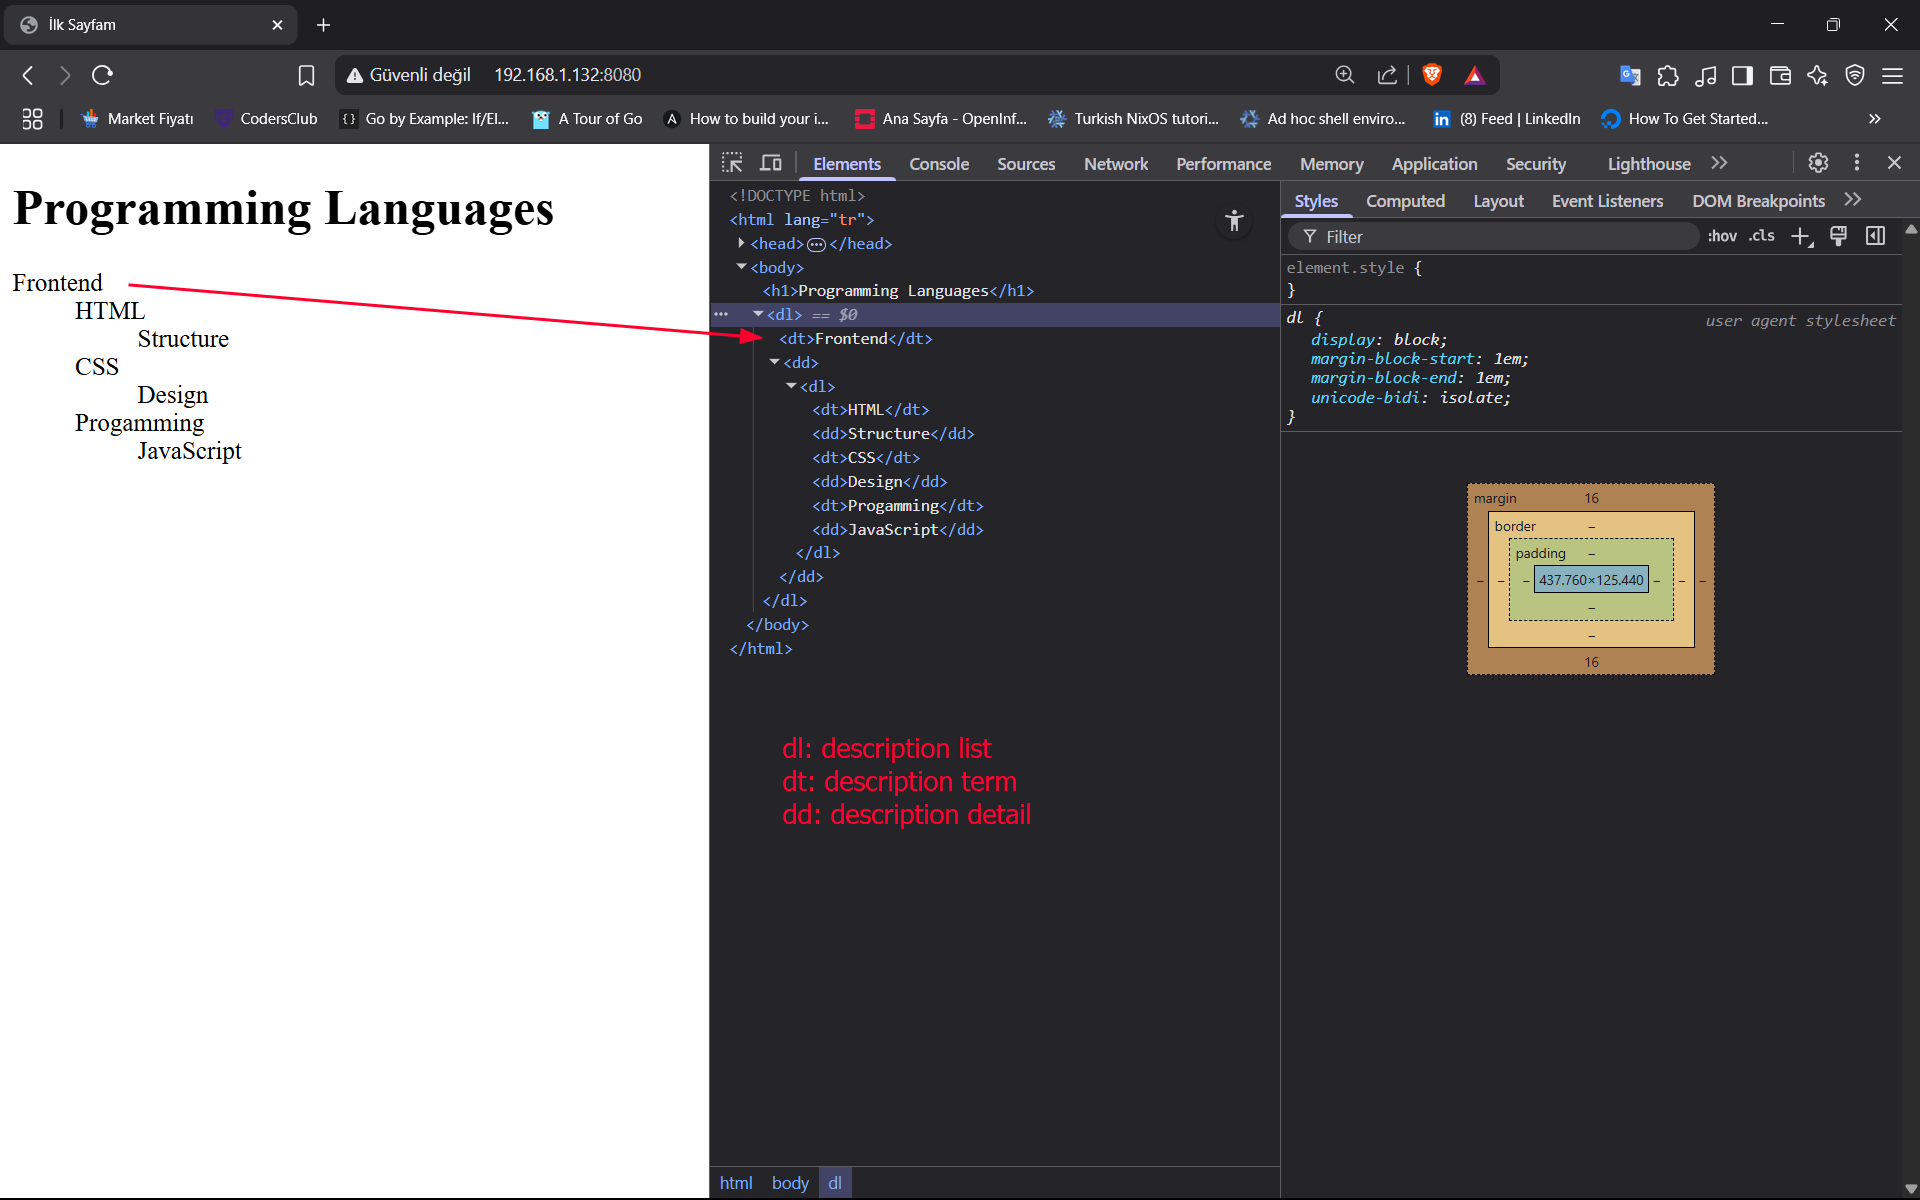 İlk Sayfam
Güvenli değil 192.168.1.132:8080
Market Fiyatı CodersClub Go by Example: If/El... A Tour of Go How to build your i... Ana Sayfa - OpenInf... Turkish NixOS tutori... Ad hoc shell enviro... (8) Feed | LinkedIn How To Get Started...
Programming Languages
Frontend
HTML
Structure
CSS
Design
Progamming
JavaScript
Elements Console Sources Network Performance Memory Application Security Lighthouse
<!DOCTYPE html>
<html lang="tr">
<head> </head>
<body>
<h1>Programming Languages</h1>
<dl> == $0
<dt>Frontend</dt>
<dd>
<dl>
<dt>HTML</dt>
<dd>Structure</dd>
<dt>CSS</dt>
<dd>Design</dd>
<dt>Progamming</dt>
<dd>JavaScript</dd>
</dl>
</dd>
</dl>
</body>
</html>
dl: description list
dt: description term
dd: description detail
html body dl
Styles Computed Layout Event Listeners DOM Breakpoints
Filter :hov .cls
element.style {
}
dl { user agent stylesheet
display: block;
margin-block-start: 1em;
margin-block-end: 1em;
unicode-bidi: isolate;
}
margin 16
border –
padding –
– – – 437.760×125.440 – – –
–
–
16